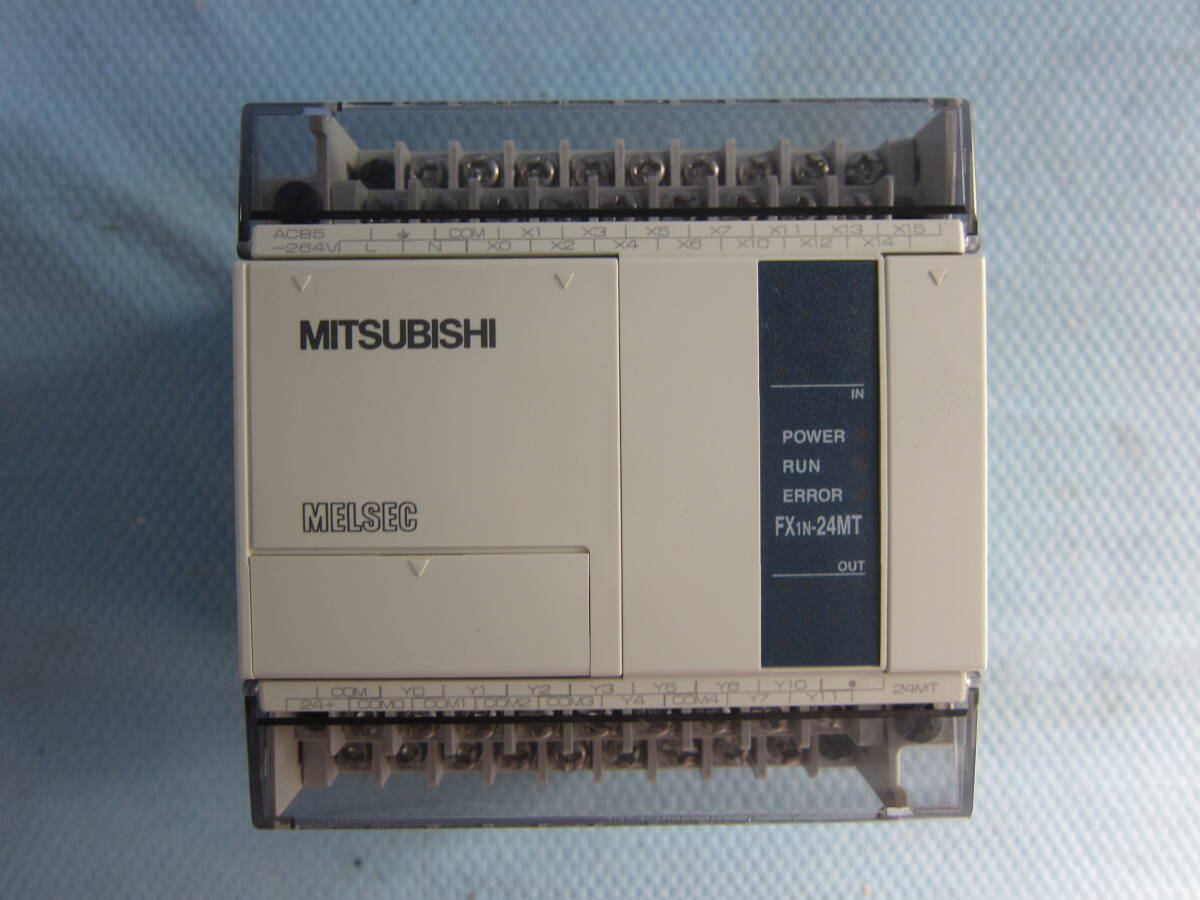 AC85 ⏚ COM X1 X3 X5 X7 X11 X13 X15
~264V L N X0 X2 X4 X6 X10 X12 X14
MITSUBISHI
IN
POWER
RUN
ERROR
MELSEC
FX1N-24MT
OUT
COM Y0 Y1 Y2 Y3 Y5 Y6 Y10 • 24MT
24+ COM0 COM1 COM2 COM3 Y4 COM4 Y7 Y11